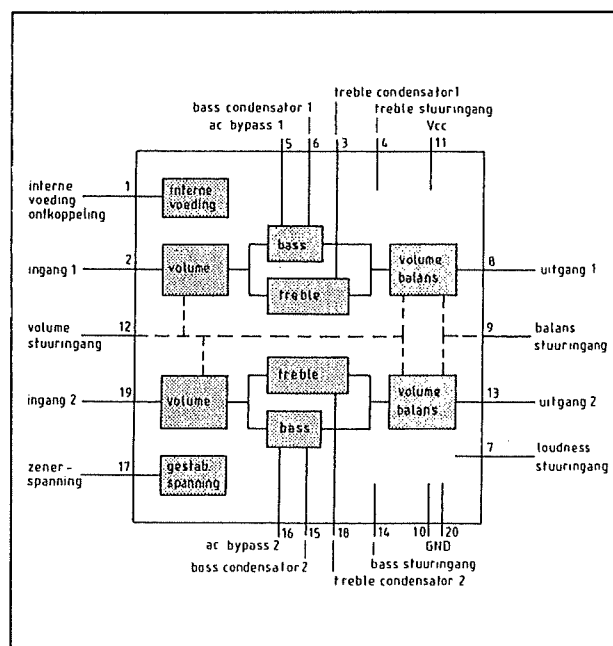 treble condensator1
bass condensator 1
treble stuuringang
ac bypass 1
Vcc
5
6
3
4
11
interne
voeding
ontkoppeling
1
interne
voeding
bass
ingang 1
2
volume
volume
balans
8
uitgang 1
treble
volume
stuuringang
12
9
balans
stuuringang
treble
ingang 2
19
volume
volume
balans
13
uitgang 2
bass
7
loudness
stuuringang
zener-
spanning
17
gestab.
spanning
16
15
18
14
10
20
ac bypass 2
GND
bass condensator 2
bass stuuringang
treble condensator 2